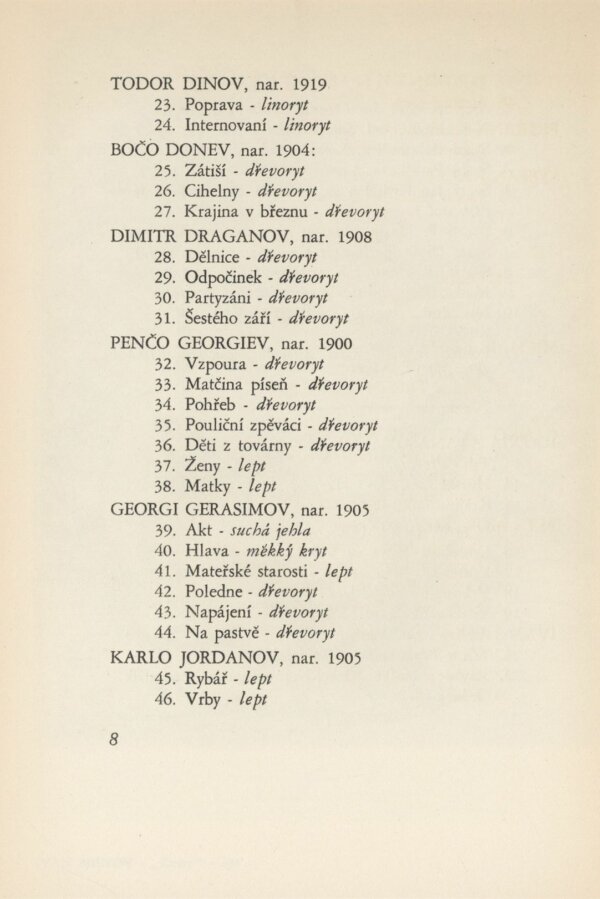 TODOR DINOV, nar. 1919
23. Poprava - linoryt
24. Internovaní - linoryt
BOČO DONEV, nar. 1904:
25. Zátiší - dřevoryt
26. Cihelny - dřevoryt
27. Krajina v březnu - dřevoryt
DIMITR DRAGANOV, nar. 1908
28. Dělnice - dřevoryt
29. Odpočinek - dřevoryt
30. Partyzáni - dřevoryt
31. Šestého září - dřevoryt
PENČO GEORGIEV, nar. 1900
32. Vzpoura - dřevoryt
33. Matčina píseň - dřevoryt
34. Pohřeb - dřevoryt
35. Pouliční zpěváci - dřevoryt
36. Děti z továrny - dřevoryt
37. Ženy - lept
38. Matky - lept
GEORGI GERASIMOV, nar. 1905
39. Akt - suchá jehla
40. Hlava - měkký kryt
41. Mateřské starosti - lept
42. Poledne - dřevoryt
43. Napájení - dřevoryt
44. Na pastvě - dřevoryt
KARLO JORDANOV, nar. 1905
45. Rybář - lept
46. Vrby - lept
8